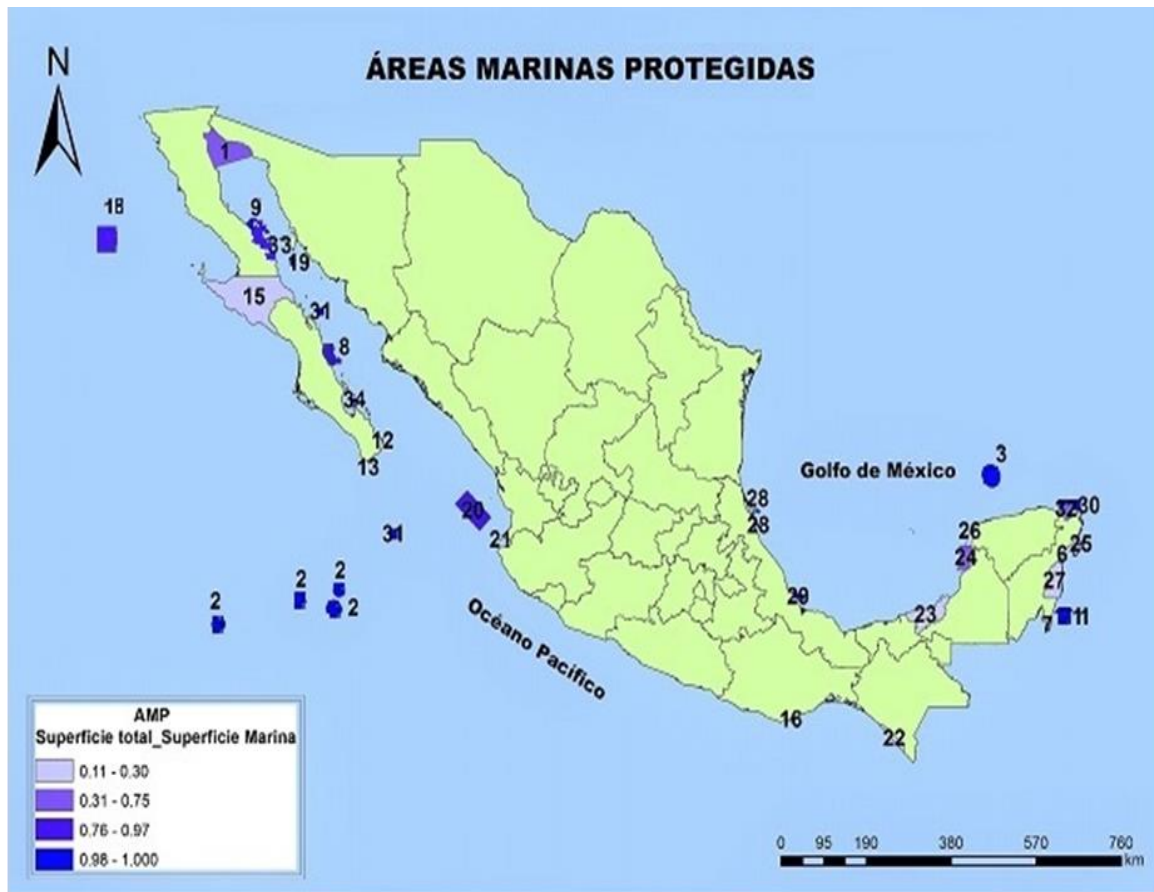 N
ÁREAS MARINAS PROTEGIDAS
1
18
9
33
19
15
31
8
34
12
13
Golfo de México
3
20
21
31
28
28
32 30
26
24
25
6
27
2
2
2
2
29
23
7
11
Océano Pacífico
16
22
AMP
Superficie total_Superficie Marina
0.11 - 0.30
0.31 - 0.75
0.76 - 0.97
0.98 - 1.000
0 95 190 380 570 760
km